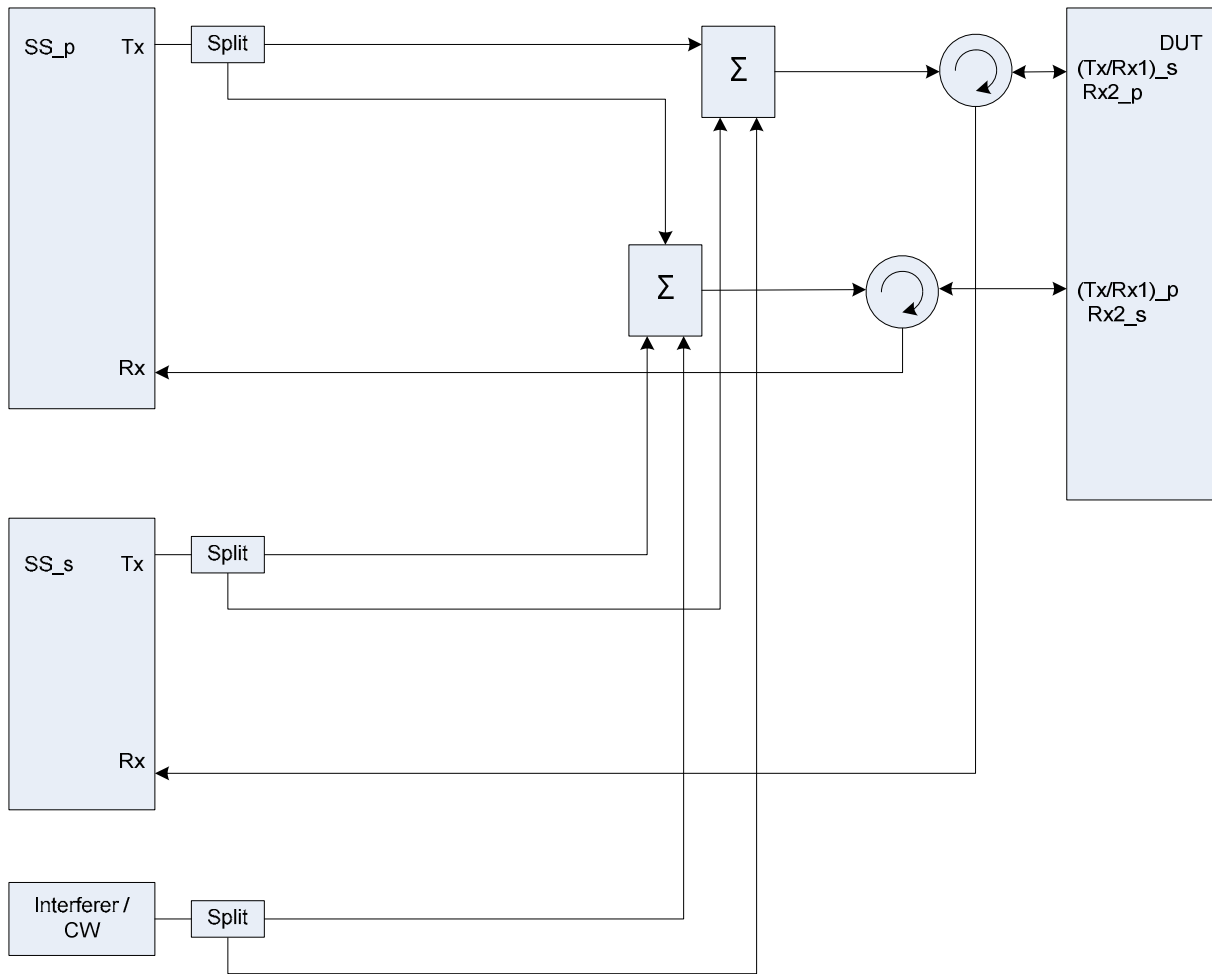 SS_p
Tx
Split
Σ
DUT
(Tx/Rx1)_s
Rx2_p
Σ
(Tx/Rx1)_p
Rx2_s
Rx
SS_s
Tx
Split
Rx
Interferer /
CW
Split